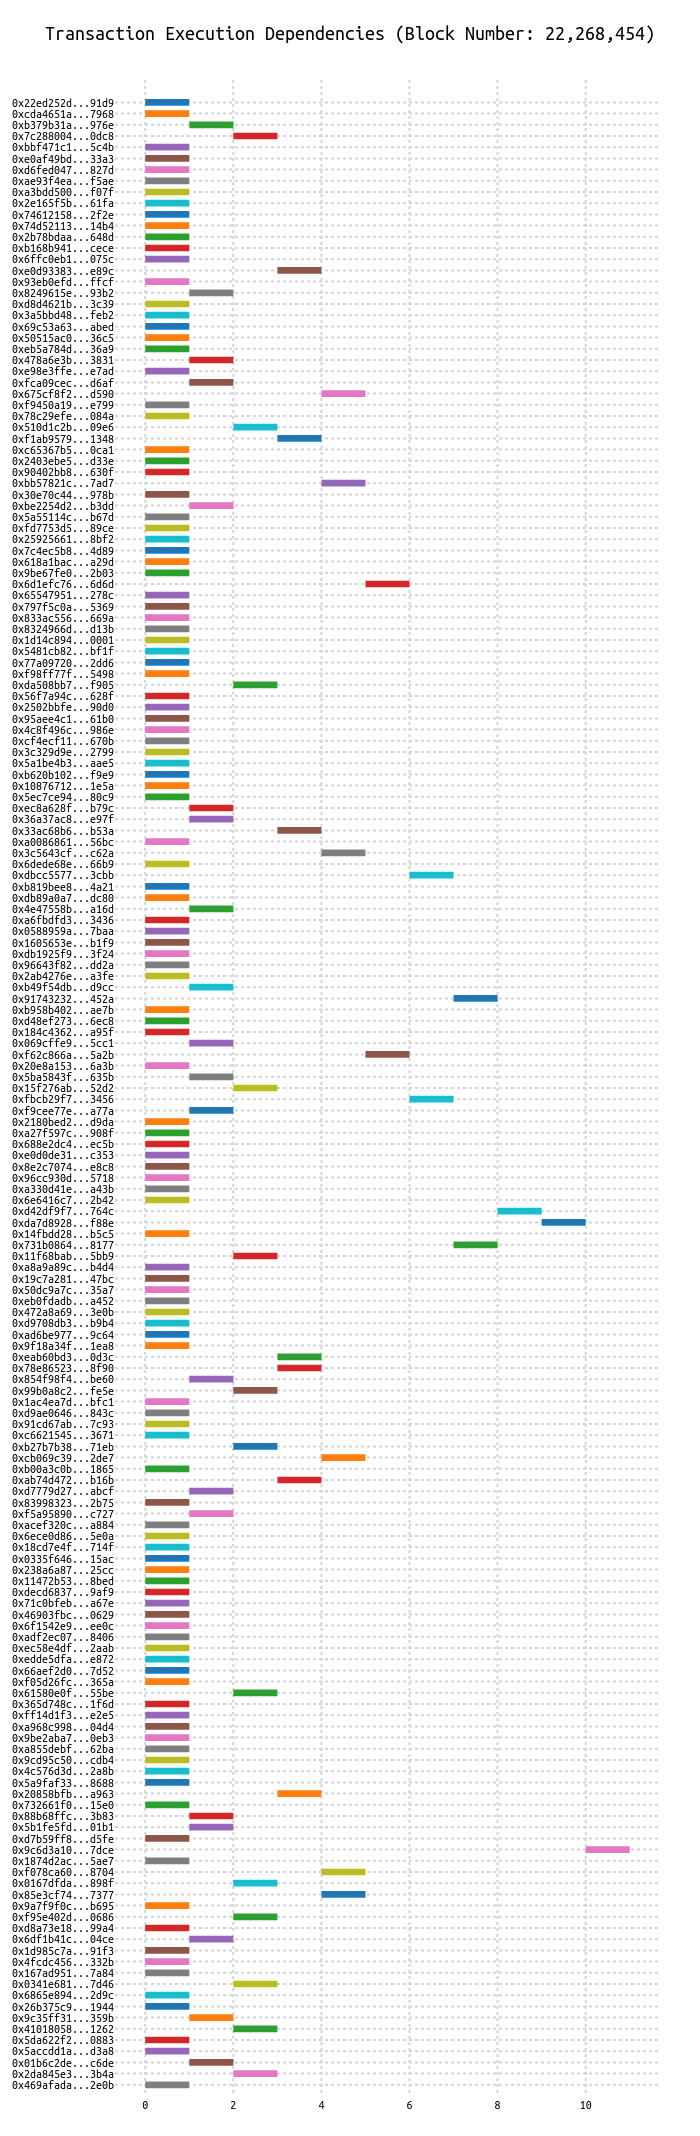 Transaction Execution Dependencies (Block Number: 22,268,454)
0x22ed252d...91d9
0xcda4651a...7968
0xb379b31a...976e
0x7c288004...0dc8
0xbbf471c1...5c4b
0xe0af49bd...33a3
0xd6fed047...827d
0xae93f4ea...f5ae
0xa3bdd500...f07f
0x2e165f5b...61fa
0x74612158...2f2e
0x74d52113...14b4
0x2b78bdaa...648d
0xb168b941...cece
0x6ffc0eb1...075c
0xe0d93383...e89c
0x93eb0efd...ffcf
0x8249615e...93b2
0xd8d4621b...3c39
0x3a5bbd48...feb2
0x69c53a63...abed
0x50515ac0...36c5
0xeb5a784d...36a9
0x478a6e3b...3831
0xe98e3ffe...e7ad
0xfca09cec...d6af
0x675cf8f2...d590
0xf9450a19...e799
0x78c29efe...084a
0x510d1c2b...09e6
0xf1ab9579...1348
0xc65367b5...0ca1
0x2403ebe5...d33e
0x90402bb8...630f
0xbb57821c...7ad7
0x30e70c44...978b
0xbe2254d2...b3dd
0x5a55114c...b67d
0xfd7753d5...89ce
0x25925661...8bf2
0x7c4ec5b8...4d89
0x618a1bac...a29d
0x9be67fe0...2b03
0x6d1efc76...6d6d
0x65547951...278c
0x797f5c0a...5369
0x833ac556...669a
0x8324966d...d13b
0x1d14c894...0001
0x5481cb82...bf1f
0x77a09720...2dd6
0xf98ff77f...5498
0xda508bb7...f905
0x56f7a94c...628f
0x2502bbfe...90d0
0x95aee4c1...61b0
0x4c8f496c...986e
0xcf4ecf11...670b
0x3c329d9e...2799
0x5a1be4b3...aae5
0xb620b102...f9e9
0x10876712...1e5a
0x5ec7ce94...80c9
0xec8a628f...b79c
0x36a37ac8...e97f
0x33ac68b6...b53a
0xa0086861...56bc
0x3c5643cf...c62a
0x6dede68e...66b9
0xdbcc5577...3cbb
0xb819bee8...4a21
0xdb89a0a7...dc80
0x4e47558b...a16d
0xa6fbdfd3...3436
0x0588959a...7baa
0x1605653e...b1f9
0xdb1925f9...3f24
0x96643f82...dd2a
0x2ab4276e...a3fe
0xb49f54db...d9cc
0x91743232...452a
0xb958b402...ae7b
0xd48ef273...6ec8
0x184c4362...a95f
0x069cffe9...5cc1
0xf62c866a...5a2b
0x20e8a153...6a3b
0x5ba5843f...635b
0x15f276ab...52d2
0xfbcb29f7...3456
0xf9cee77e...a77a
0x2180bed2...d9da
0xa27f597c...908f
0x688e2dc4...ec5b
0xe0d0de31...c353
0x8e2c7074...e8c8
0x96cc930d...5718
0xa330d41e...a43b
0x6e6416c7...2b42
0xd42df9f7...764c
0xda7d8928...f88e
0x14fbdd28...b5c5
0x731b0864...8177
0x11f68bab...5bb9
0xa8a9a89c...b4d4
0x19c7a281...47bc
0x50dc9a7c...35a7
0xeb0fdadb...a452
0x472a8a69...3e0b
0xd9708db3...b9b4
0xad6be977...9c64
0x9f18a34f...1ea8
0xeab60bd3...0d3c
0x78e86523...8f90
0x854f98f4...be60
0x99b0a8c2...fe5e
0x1ac4ea7d...bfc1
0xd9ae0646...843c
0x91cd67ab...7c93
0xc6621545...3671
0xb27b7b38...71eb
0xcb069c39...2de7
0xb00a3c0b...1865
0xab74d472...b16b
0xd7779d27...abcf
0x83998323...2b75
0xf5a95890...c727
0xacef320c...a884
0x6ece0d86...5e0a
0x18cd7e4f...714f
0x0335f646...15ac
0x238a6a87...25cc
0x11472b53...8bed
0xdecd6837...9af9
0x71c0bfeb...a67e
0x46903fbc...0629
0x6f1542e9...ee0c
0xadf2ec07...8406
0xec58e4df...2aab
0xedde5dfa...e872
0x66aef2d0...7d52
0xf05d26fc...365a
0x61580e0f...55be
0x365d748c...1f6d
0xff14d1f3...e2e5
0xa968c998...04d4
0x9be2aba7...0eb3
0xa855debf...62ba
0x9cd95c50...cdb4
0x4c576d3d...2a8b
0x5a9faf33...8688
0x20858bfb...a963
0x732661f0...15e0
0x88b68ffc...3b83
0x5b1fe5fd...01b1
0xd7b59ff8...d5fe
0x9c6d3a10...7dce
0x1874d2ac...5ae7
0xf078ca60...8704
0x0167dfda...898f
0x85e3cf74...7377
0x9a7f9f0c...b695
0xf95e402d...0686
0xd8a73e18...99a4
0x6df1b41c...04ce
0x1d985c7a...91f3
0x4fcdc456...332b
0x167ad951...7a84
0x0341e681...7d46
0x6865e894...2d9c
0x26b375c9...1944
0x9c35ff31...359b
0x41018058...1262
0x5da622f2...0883
0x5accdd1a...d3a8
0x01b6c2de...c6de
0x2da845e3...3b4a
0x469afada...2e0b
0 2 4 6 8 10